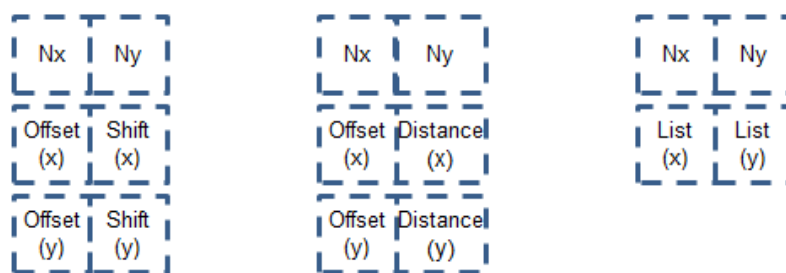 Nx Ny Nx Ny Nx Ny
Offset Shift Offset Distance List List
(x) (x) (x) (x) (x) (y)
Offset Shift Offset Distance
(y) (y) (y) (y)